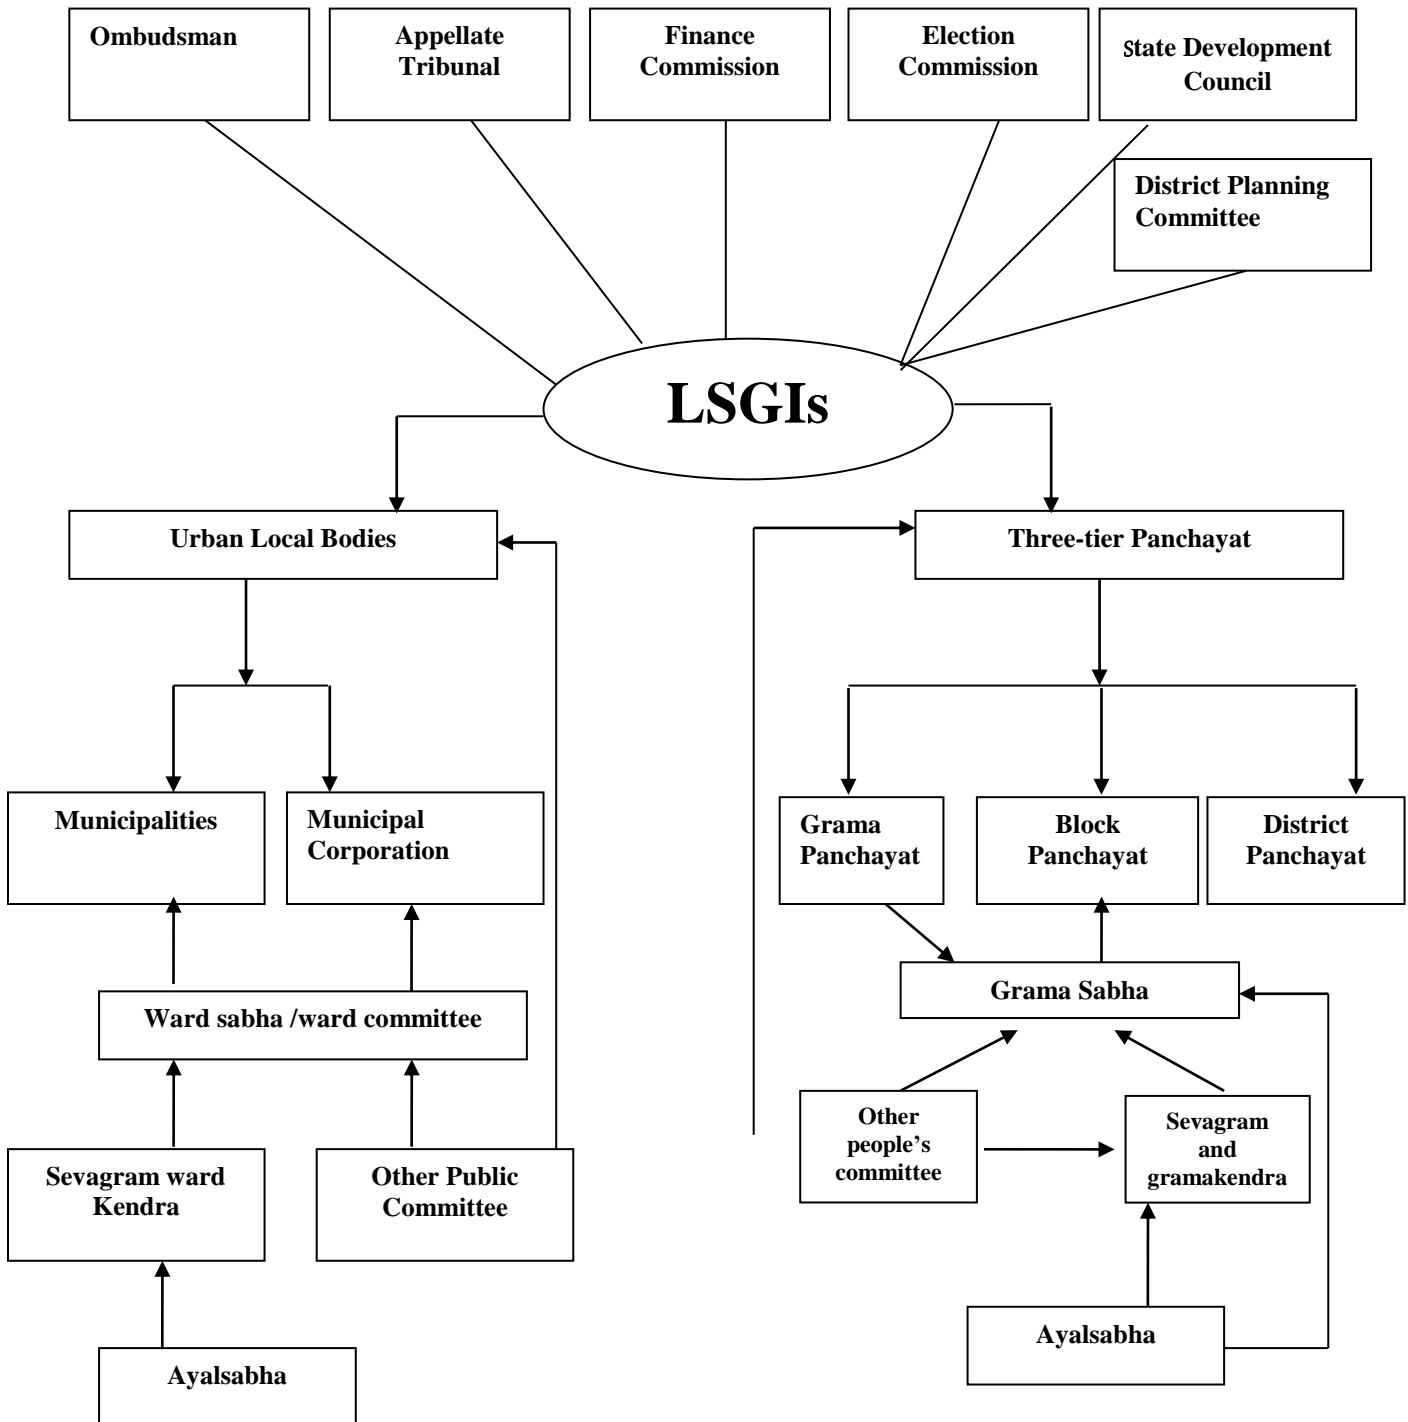 Ombudsman
Appellate
Tribunal
Finance
Commission
Election
Commission
State Development
Council
District Planning
Committee
LSGIs
Urban Local Bodies
Three-tier Panchayat
Municipalities
Municipal
Corporation
Grama
Panchayat
Block
Panchayat
District
Panchayat
Ward sabha /ward committee
Grama Sabha
Sevagram ward
Kendra
Other Public
Committee
Other
people’s
committee
Sevagram
and
gramakendra
Ayalsabha
Ayalsabha